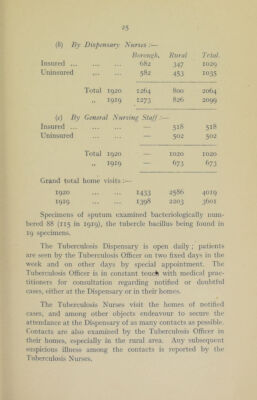 25
(8) By Dispensary Nurses :—
Borough. Rural Total.
Insured ... ... ... 682 347 1029
Uninsured ... ... 582 453 1035
Total 1920 1264 800 2064
„ 1919 1273 826 2099
(c) By General Nursing Staff :—
Insured ... ... ... — 518 518
Uninsured ... ... — 502 502
Total 1920 — 1020 1020
„ 1919 — 673 673
Grand total home visits :—
1920 ... ... 1433 2586 4019
1919 ... ... 1398 2203 3601
Specimens of sputum examined bacteriologically num-
bered 88 (115 in 1919), the tubercle bacillus being found in
19 specimens.
The Tuberculosis Dispensary is open daily ; patients
are seen by the Tuberculosis Officer on two fixed days in the
week and on other days by special appointment. The
Tuberculosis Officer is in constant touch with medical prac-
titioners for consultation regarding notified or doubtful
cases, either at the Dispensary or in their homes.
The Tuberculosis Nurses visit the homes of notified
cases, and among other objects endeavour to secure the
attendance at the Dispensary of as many contacts as possible.
Contacts are also examined by the Tuberculosis Officer in
their homes, especially in the rural area. Any subsequent
suspicious illness among the contacts is reported by the
Tuberculosis Nurses.